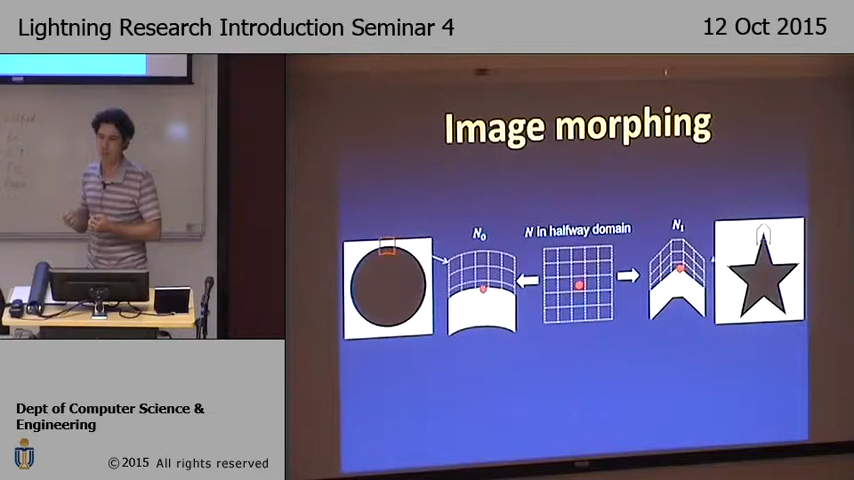 Lightning Research Introduction Seminar 4
12 Oct 2015
Image morphing
N0
N in halfway domain
N1
Dept of Computer Science &
Engineering
©2015 All rights reserved